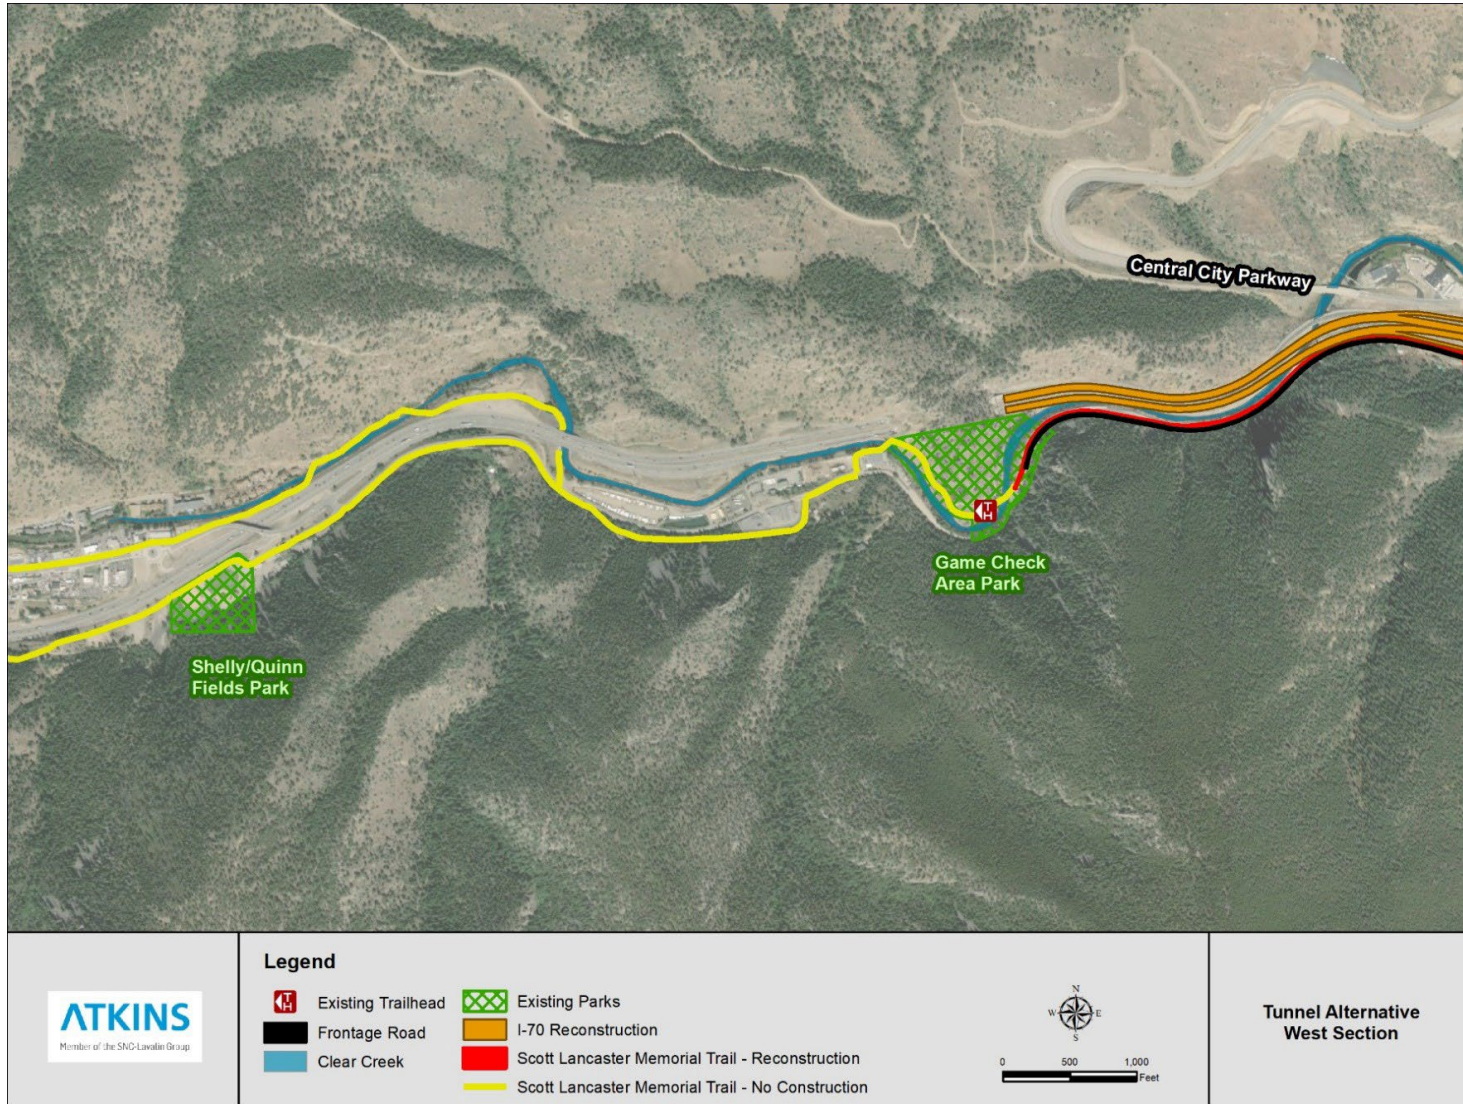 Central City Parkway
Game Check
Area Park
Shelly/Quinn
Fields Park
ATKINS
Member of the SNC-Lavalin Group
Legend
TH
Existing Trailhead
Frontage Road
Clear Creek
Existing Parks
I-70 Reconstruction
Scott Lancaster Memorial Trail - Reconstruction
Scott Lancaster Memorial Trail - No Construction
N
W E
S
0 500 1,000
Feet
Tunnel Alternative
West Section